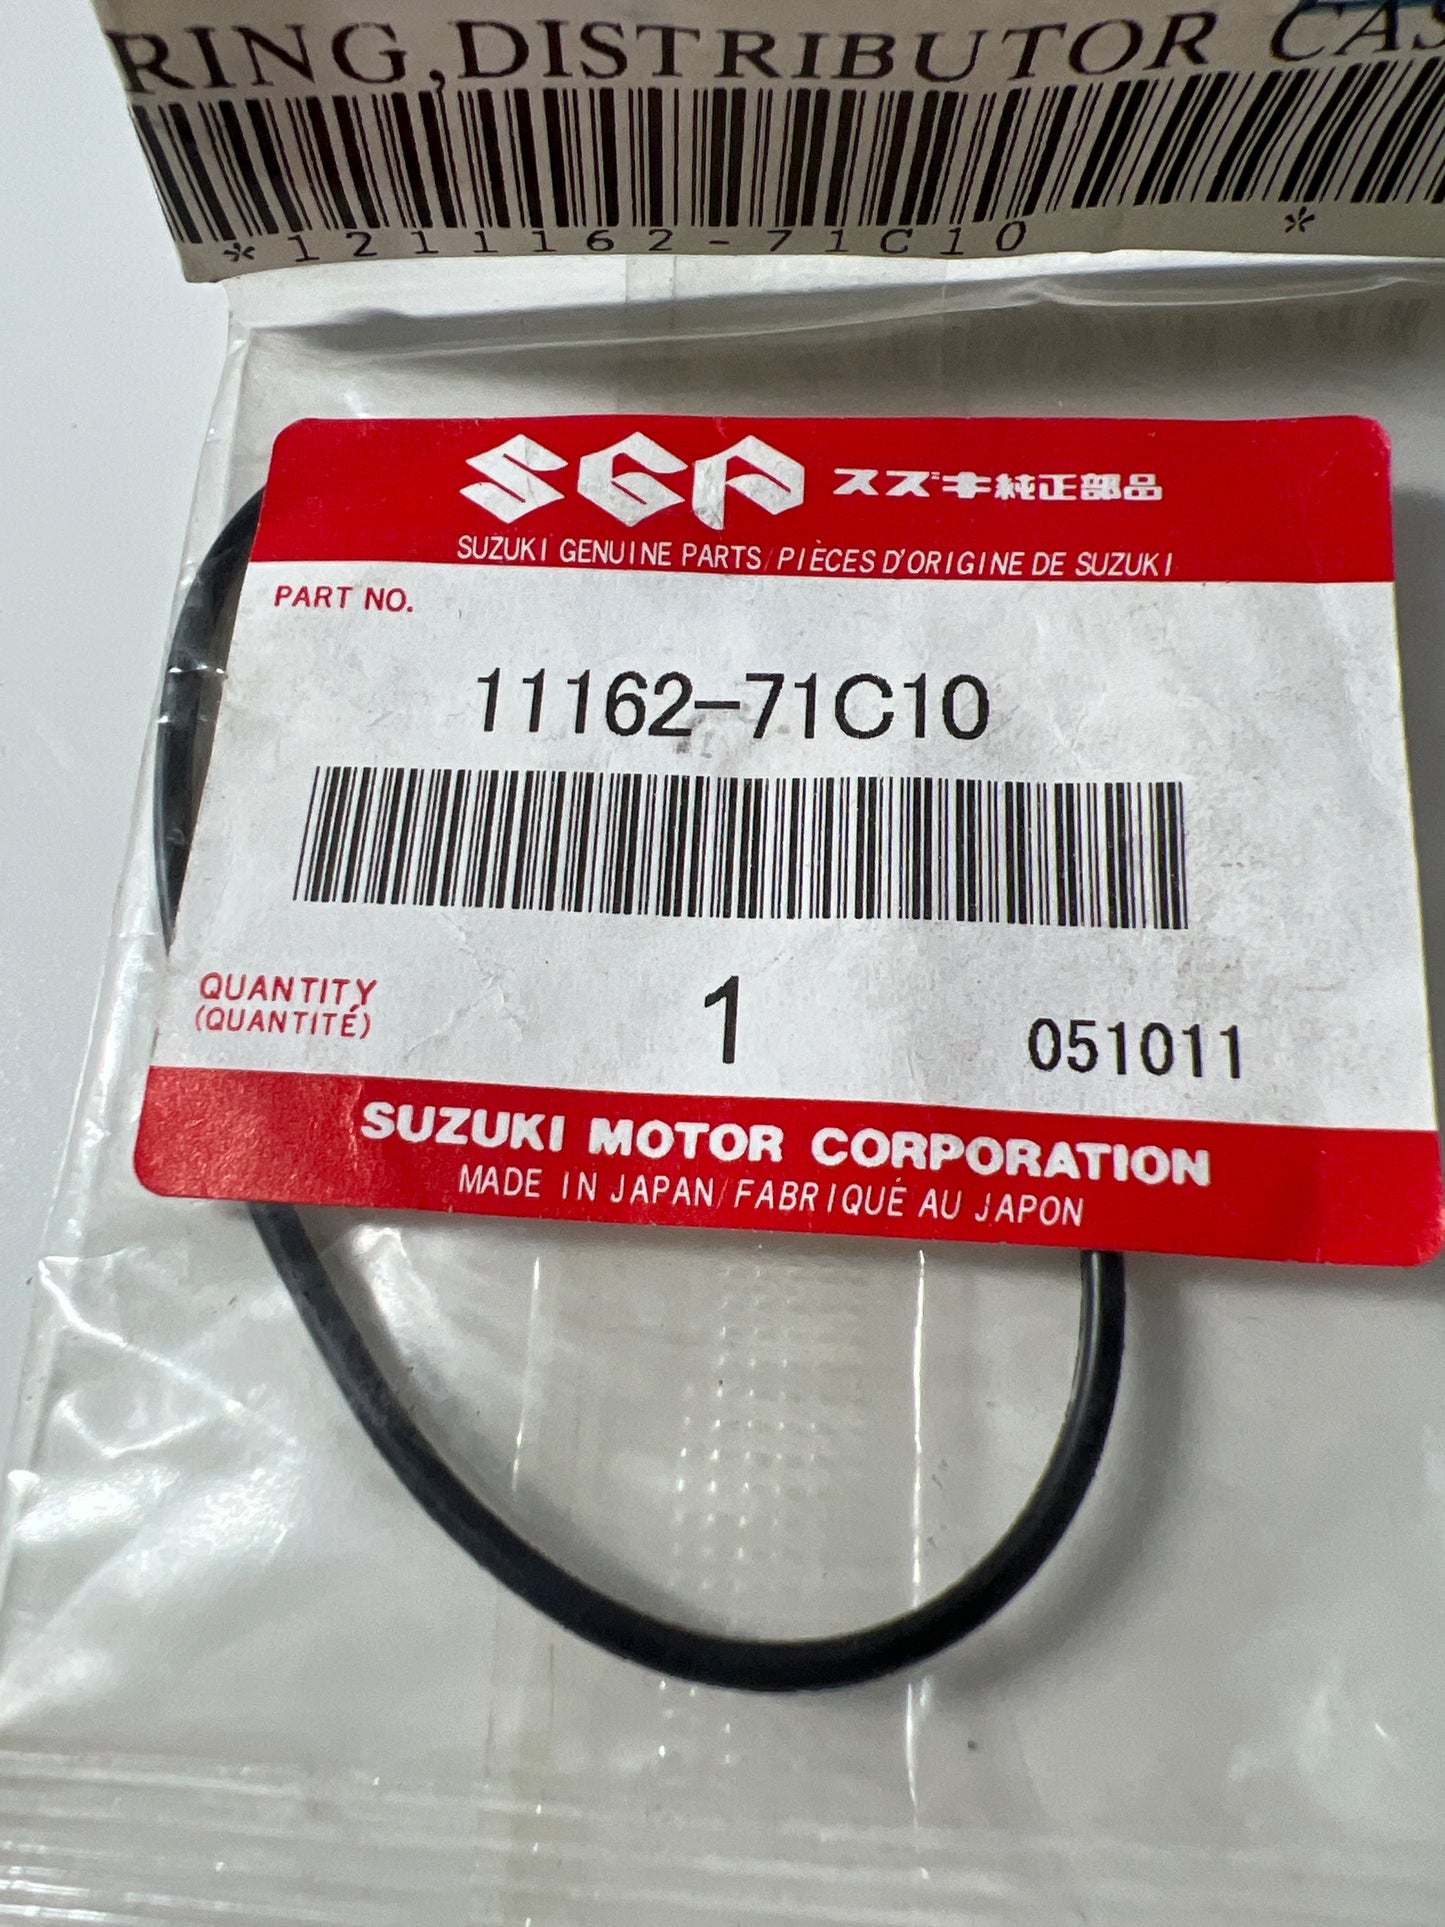 RING,DISTRIBUTOR CAS
*1211162-71C10 *
SGP スズキ純正部品
SUZUKI GENUINE PARTS/PIÈCES D'ORIGINE DE SUZUKI
PART NO.
11162-71C10
QUANTITY
(QUANTITÉ)
1
051011
SUZUKI MOTOR CORPORATION
MADE IN JAPAN/FABRIQUÉ AU JAPON